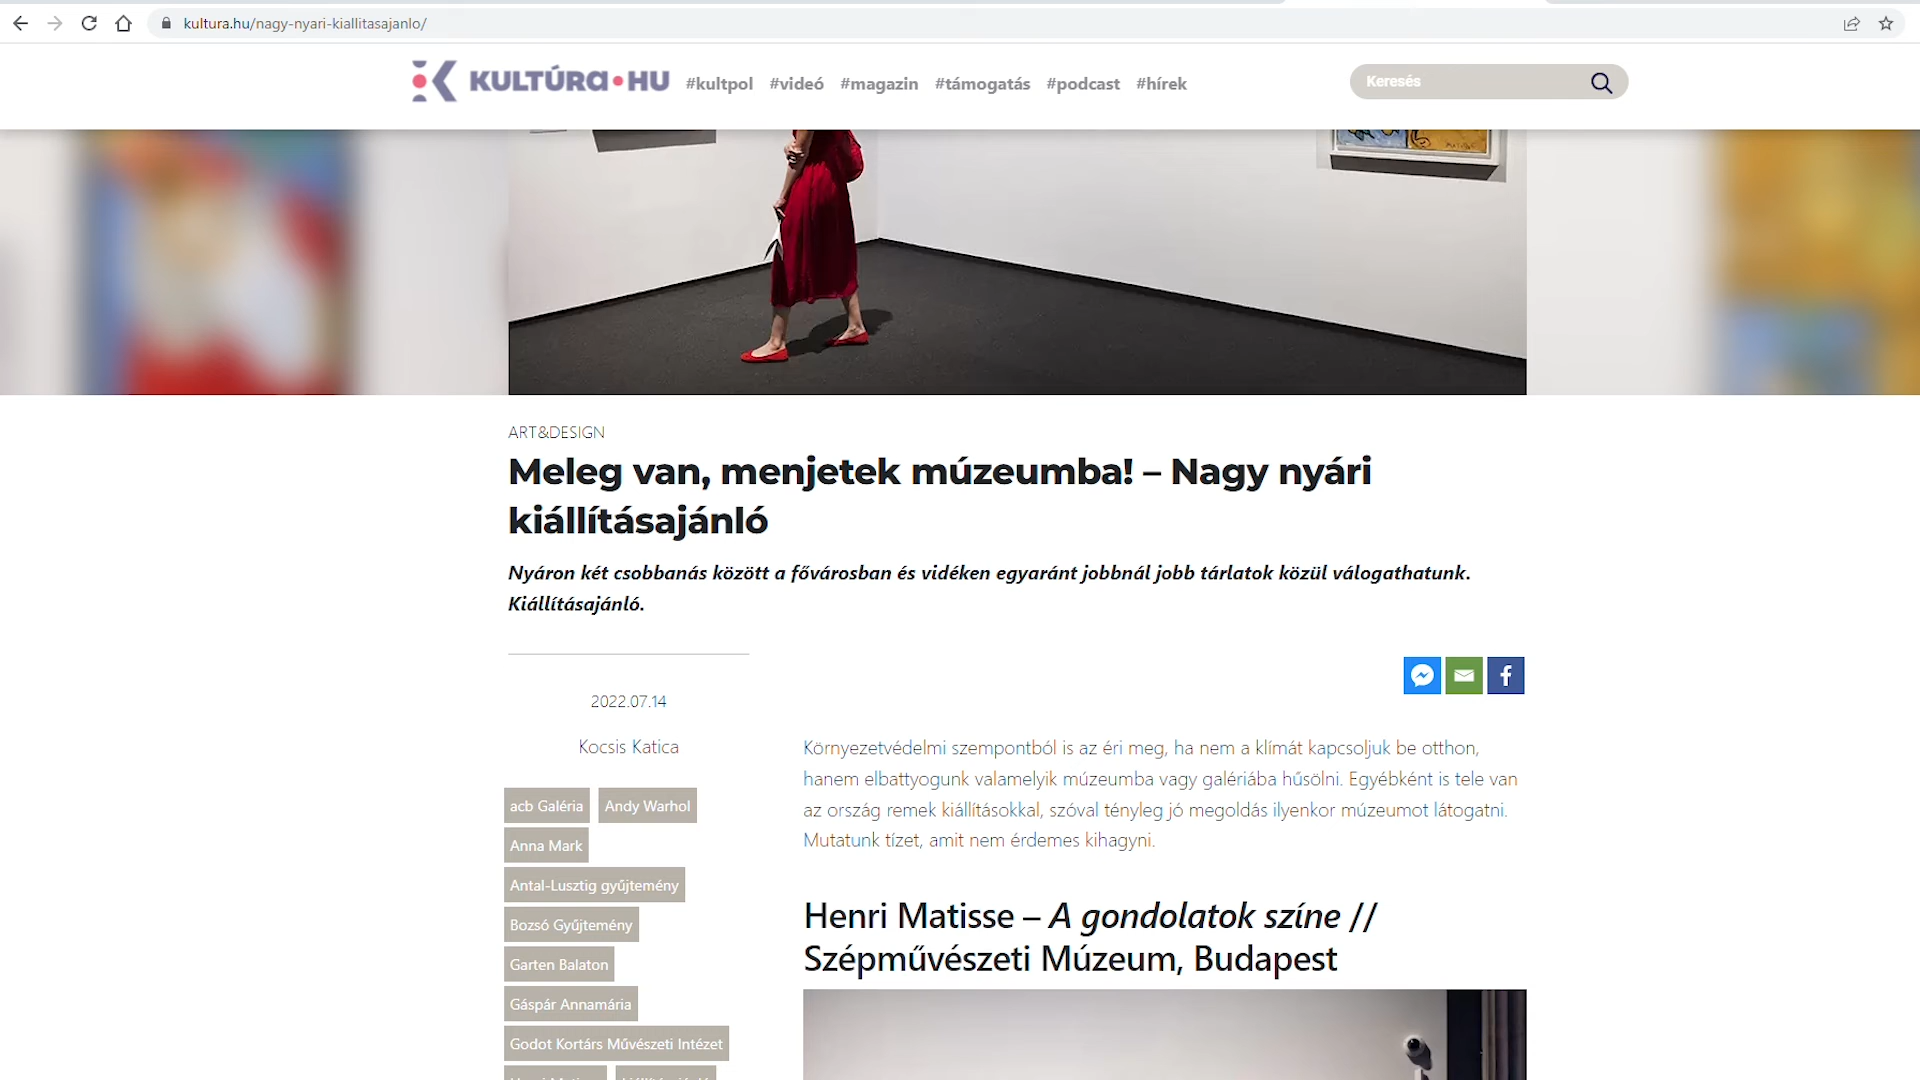 kultura.hu/nagy-nyari-kiallitasajanlo/
KULTÚRA•HU #kultpol #videó #magazin #támogatás #podcast #hírek Keresés
ART&DESIGN
Meleg van, menjetek múzeumba! – Nagy nyári
kiállításajánló
Nyáron két csobbanás között a fővárosban és vidéken egyaránt jobbnál jobb tárlatok közül válogathatunk.
Kiállításajánló.
2022.07.14
Kocsis Katica
acb Galéria Andy Warhol
Anna Mark
Antal-Lusztig gyűjtemény
Bozsó Gyűjtemény
Garten Balaton
Gáspár Annamária
Godot Kortárs Művészeti Intézet
Környezetvédelmi szempontból is az éri meg, ha nem a klímát kapcsoljuk be otthon,
hanem elbattyogunk valamelyik múzeumba vagy galériába hűsölni. Egyébként is tele van
az ország remek kiállításokkal, szóval tényleg jó megoldás ilyenkor múzeumot látogatni.
Mutatunk tízet, amit nem érdemes kihagyni.
Henri Matisse – A gondolatok színe //
Szépművészeti Múzeum, Budapest